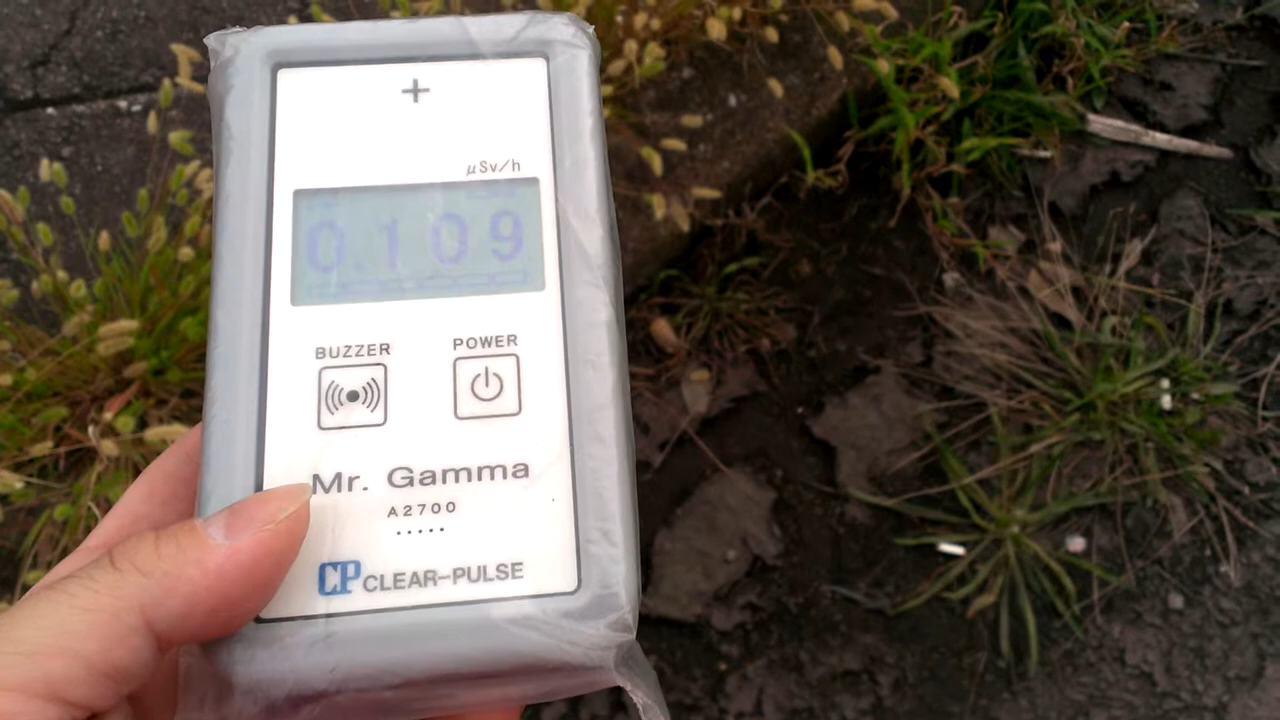 +
μSv/h
0.109
BUZZER
POWER
Mr. Gamma
A2700
CP CLEAR-PULSE